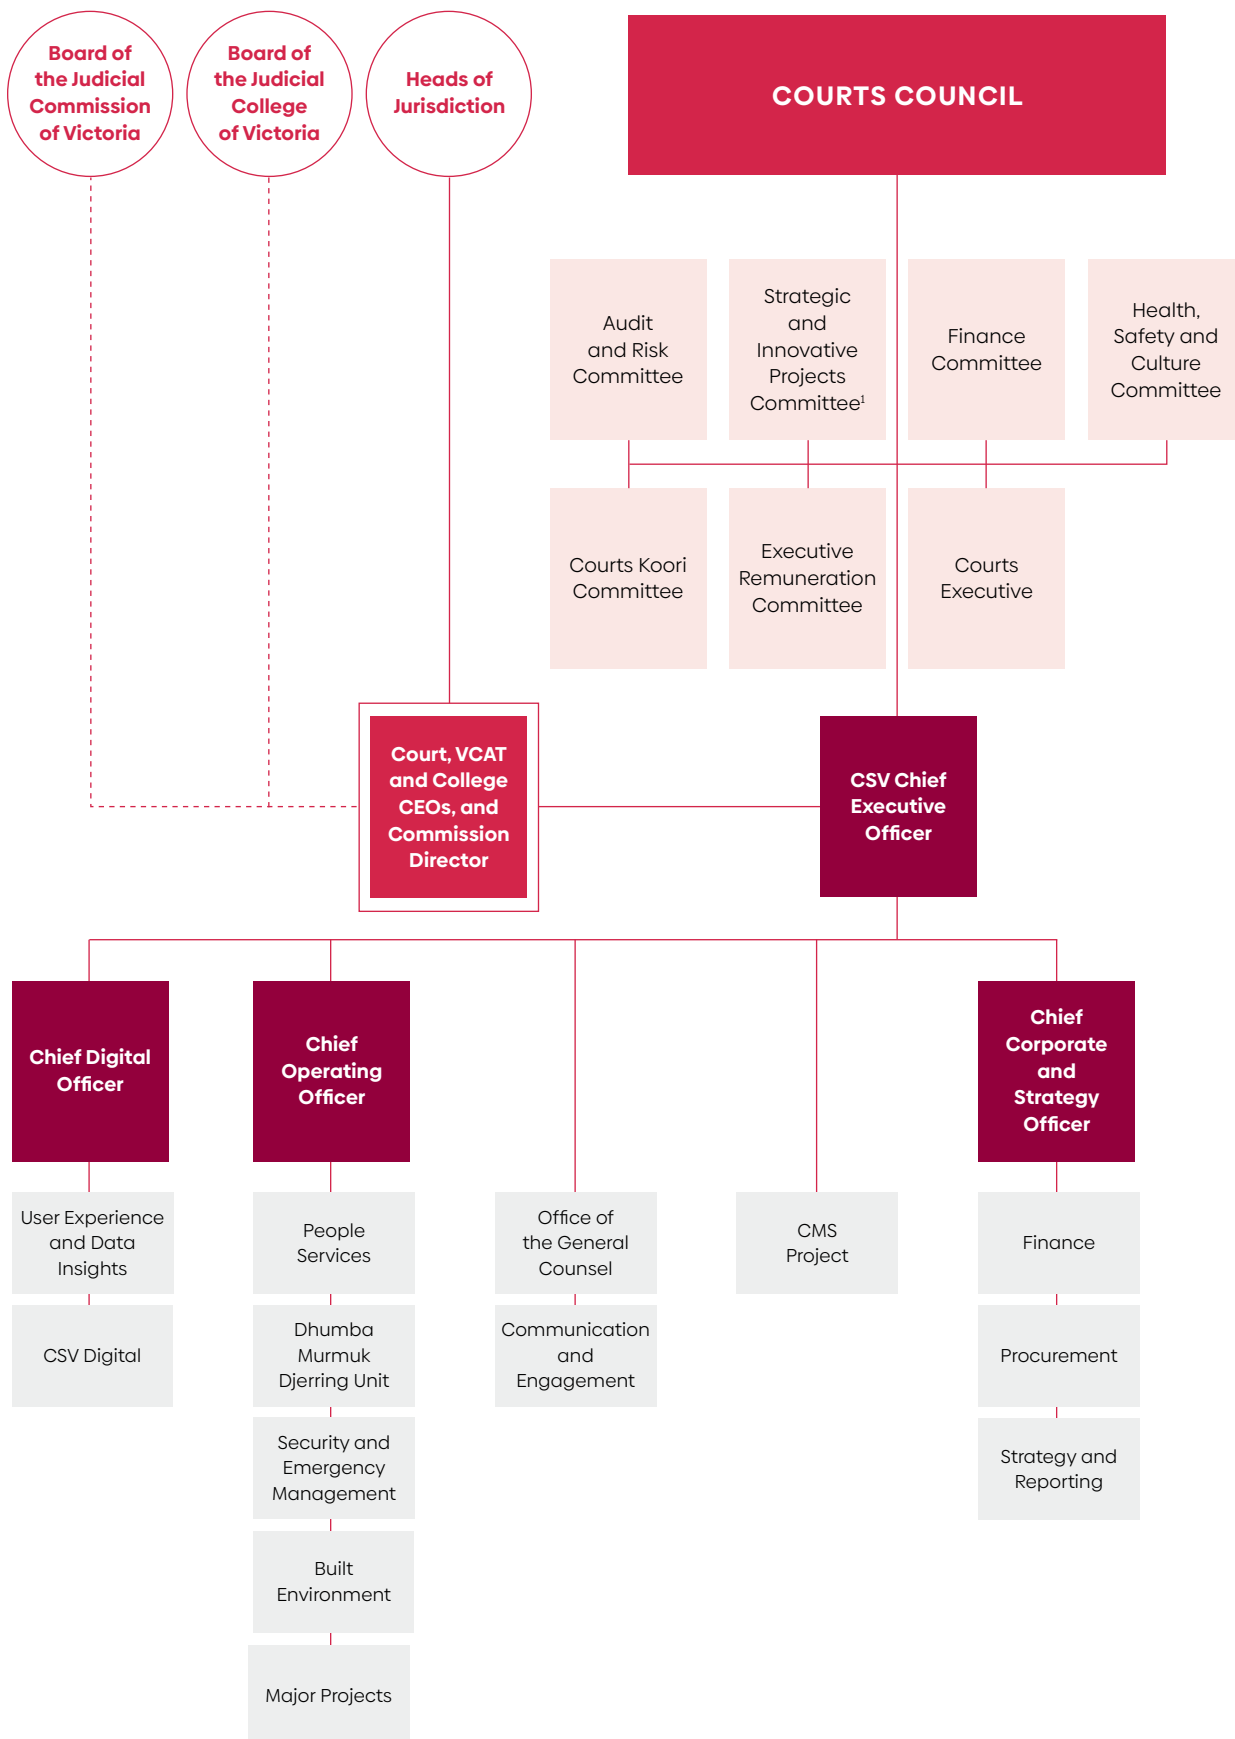 Board of
the Judicial
Commission
of Victoria
Board of
the Judicial
College
of Victoria
Heads of
Jurisdiction
COURTS COUNCIL
Audit
and Risk
Committee
Strategic
and
Innovative
Projects
Committee¹
Finance
Committee
Health,
Safety and
Culture
Committee
Courts Koori
Committee
Executive
Remuneration
Committee
Courts
Executive
Court, VCAT
and College
CEOs, and
Commission
Director
CSV Chief
Executive
Officer
Chief Digital
Officer
Chief
Operating
Officer
Chief
Corporate
and
Strategy
Officer
User Experience
and Data
Insights
CSV Digital
People
Services
Dhumba
Murmuk
Djerring Unit
Security and
Emergency
Management
Built
Environment
Major Projects
Office of
the General
Counsel
Communication
and
Engagement
CMS
Project
Finance
Procurement
Strategy and
Reporting